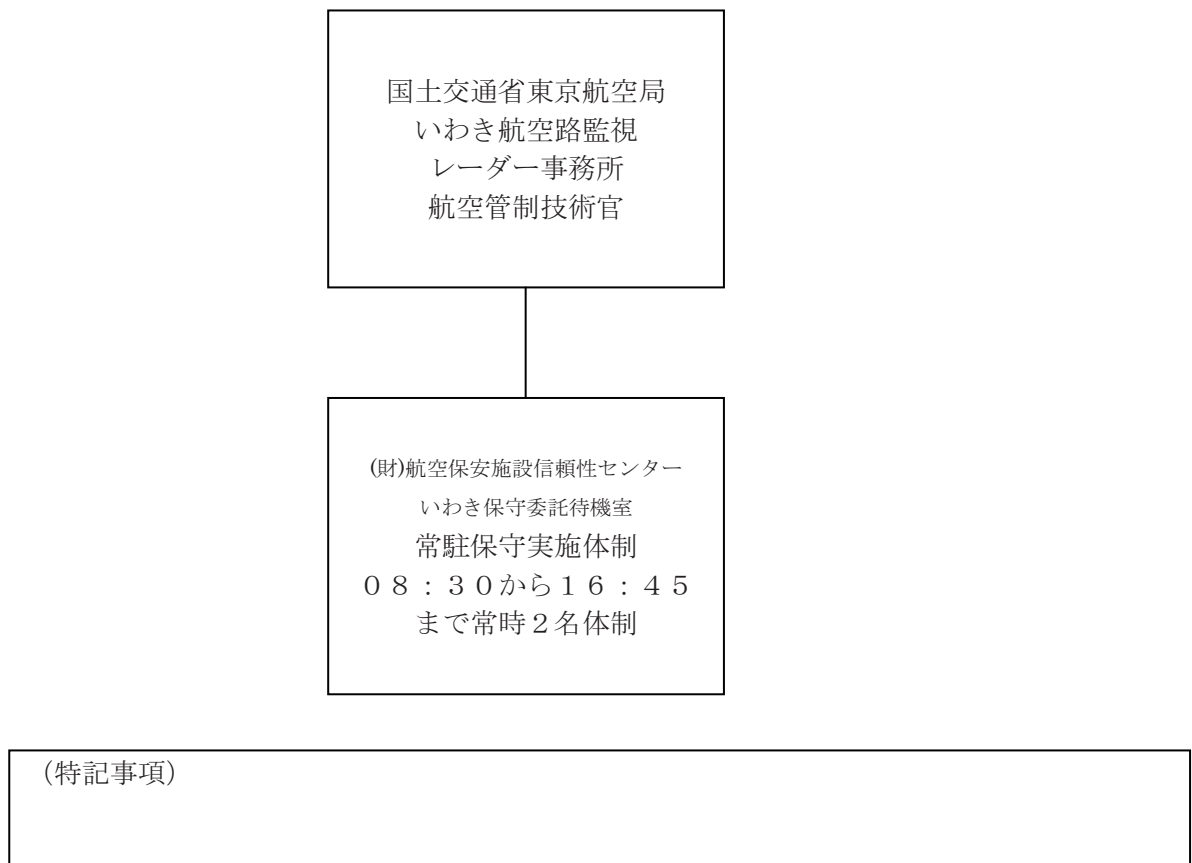 国土交通省東京航空局
いわき航空路監視
レーダー事務所
航空管制技術官
(財)航空保安施設信頼性センター
いわき保守委託待機室
常駐保守実施体制
０８：３０から１６：４５
まで常時２名体制
（特記事項）